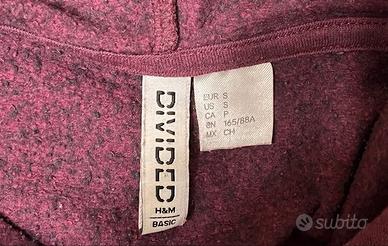 DIVIDED
H&M
BASIC
EUR S
US S
CA P
CN 165/88A
MX CH
subito